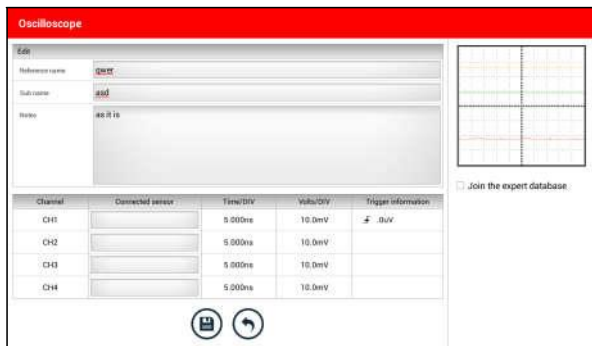 Oscilloscope
Edit
Reference name qwer
Sub name asd
Notes as it is
Join the expert database
Channel Connected sensor Time/DIV Volts/DIV Trigger information
CH1 5.000ns 10.0mV .0uV
CH2 5.000ns 10.0mV
CH3 5.000ns 10.0mV
CH4 5.000ns 10.0mV